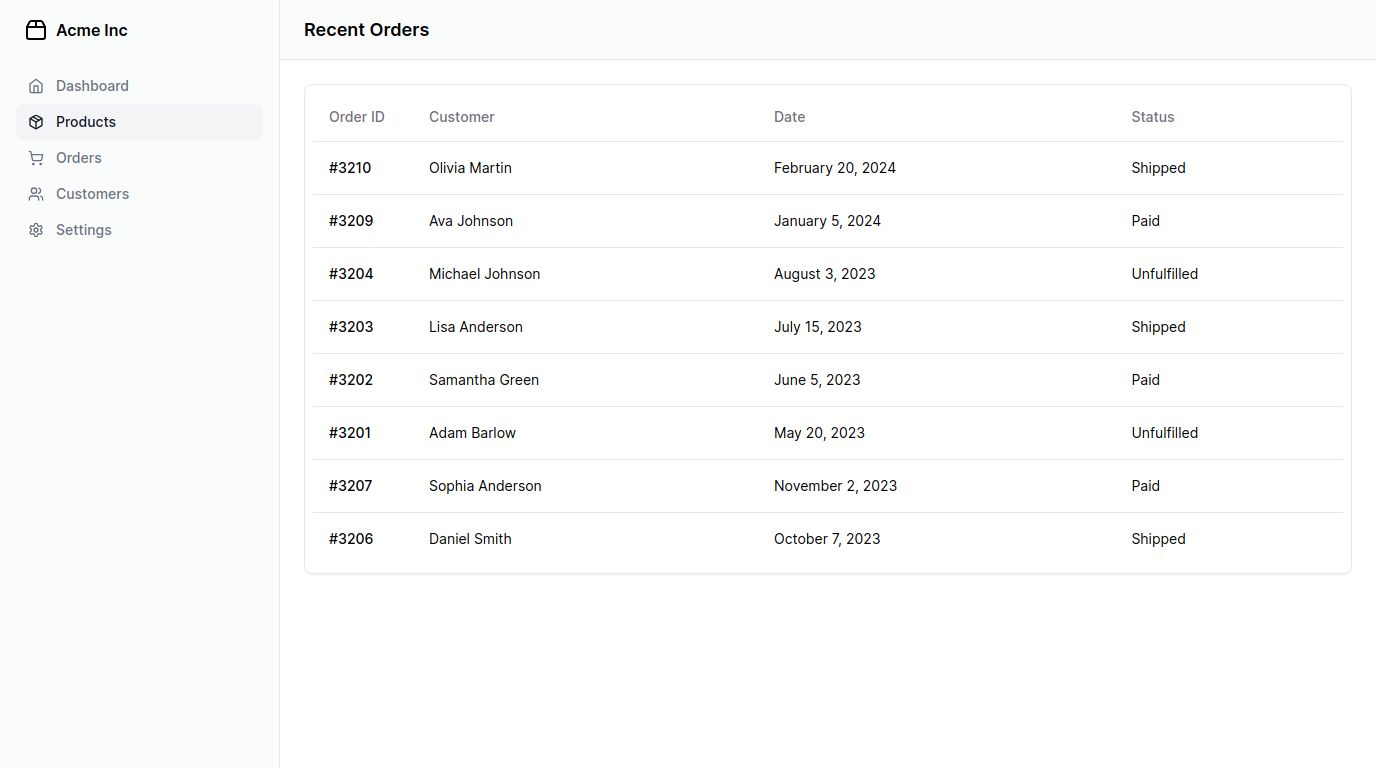 Acme Inc
Dashboard
Products
Orders
Customers
Settings
Recent Orders
Order ID Customer Date Status
#3210 Olivia Martin February 20, 2024 Shipped
#3209 Ava Johnson January 5, 2024 Paid
#3204 Michael Johnson August 3, 2023 Unfulfilled
#3203 Lisa Anderson July 15, 2023 Shipped
#3202 Samantha Green June 5, 2023 Paid
#3201 Adam Barlow May 20, 2023 Unfulfilled
#3207 Sophia Anderson November 2, 2023 Paid
#3206 Daniel Smith October 7, 2023 Shipped